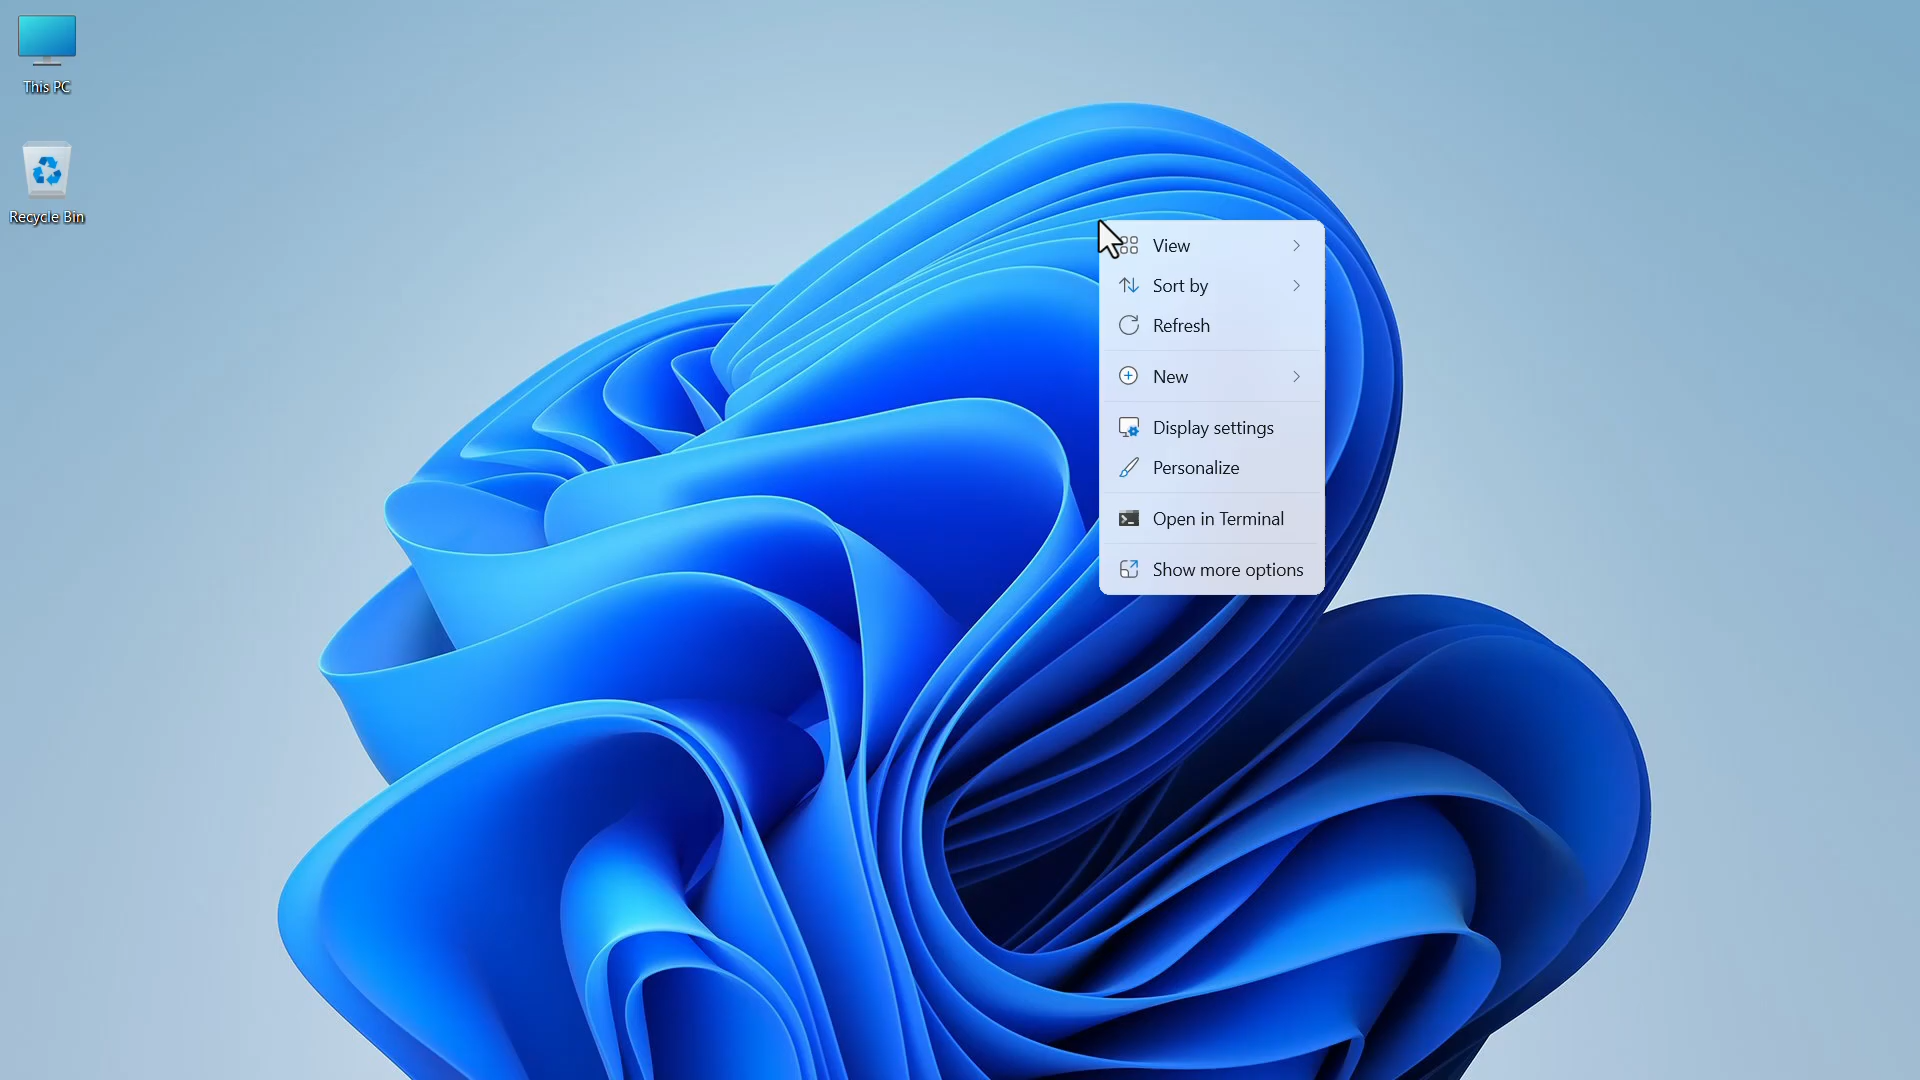 This PC
Recycle Bin
View
Sort by
Refresh
New
Display settings
Personalize
Open in Terminal
Show more options